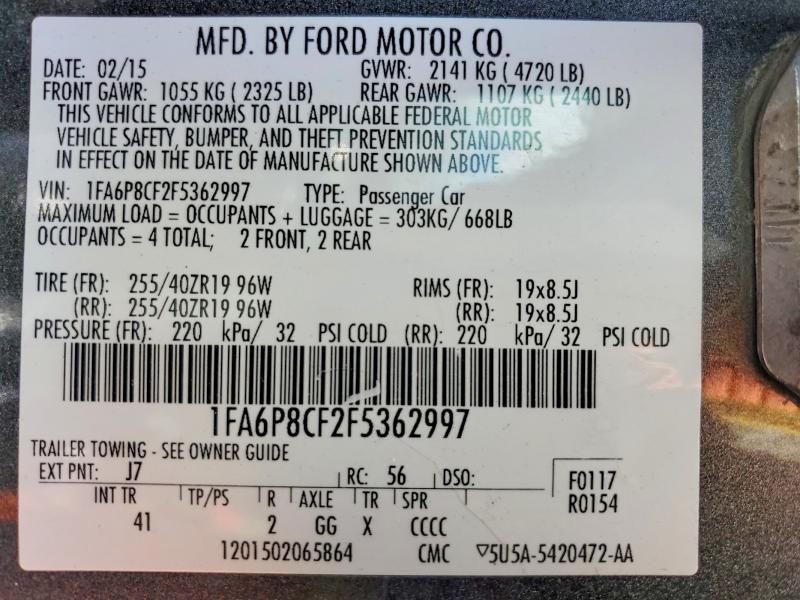 MFD. BY FORD MOTOR CO.
DATE: 02/15 GVWR: 2141 KG ( 4720 LB)
FRONT GAWR: 1055 KG ( 2325 LB) REAR GAWR: 1107 KG ( 2440 LB)
THIS VEHICLE CONFORMS TO ALL APPLICABLE FEDERAL MOTOR
VEHICLE SAFETY, BUMPER, AND THEFT PREVENTION STANDARDS
IN EFFECT ON THE DATE OF MANUFACTURE SHOWN ABOVE.
VIN: 1FA6P8CF2F5362997 TYPE: Passenger Car
MAXIMUM LOAD = OCCUPANTS + LUGGAGE = 303KG/ 668LB
OCCUPANTS = 4 TOTAL; 2 FRONT, 2 REAR
TIRE (FR): 255/40ZR19 96W RIMS (FR): 19x8.5J
(RR): 255/40ZR19 96W (RR): 19x8.5J
PRESSURE (FR): 220 kPa/ 32 PSI COLD (RR): 220 kPa/ 32 PSI COLD
1FA6P8CF2F5362997
TRAILER TOWING - SEE OWNER GUIDE
EXT PNT: J7 RC: 56 DSO: F0117
R0154
INT TR TP/PS R AXLE TR SPR
41 2 GG X CCCC
1201502065864 CMC ▽5U5A-5420472-AA